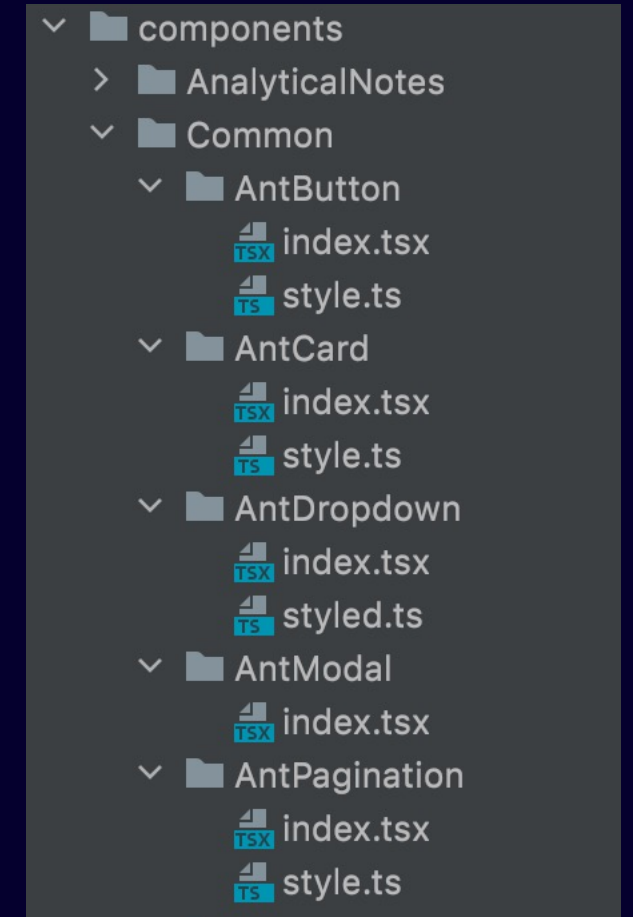 components
AnalyticalNotes
Common
AntButton
TSX index.tsx
TS style.ts
AntCard
TSX index.tsx
TS style.ts
AntDropdown
TSX index.tsx
TS styled.ts
AntModal
TSX index.tsx
AntPagination
TSX index.tsx
TS style.ts